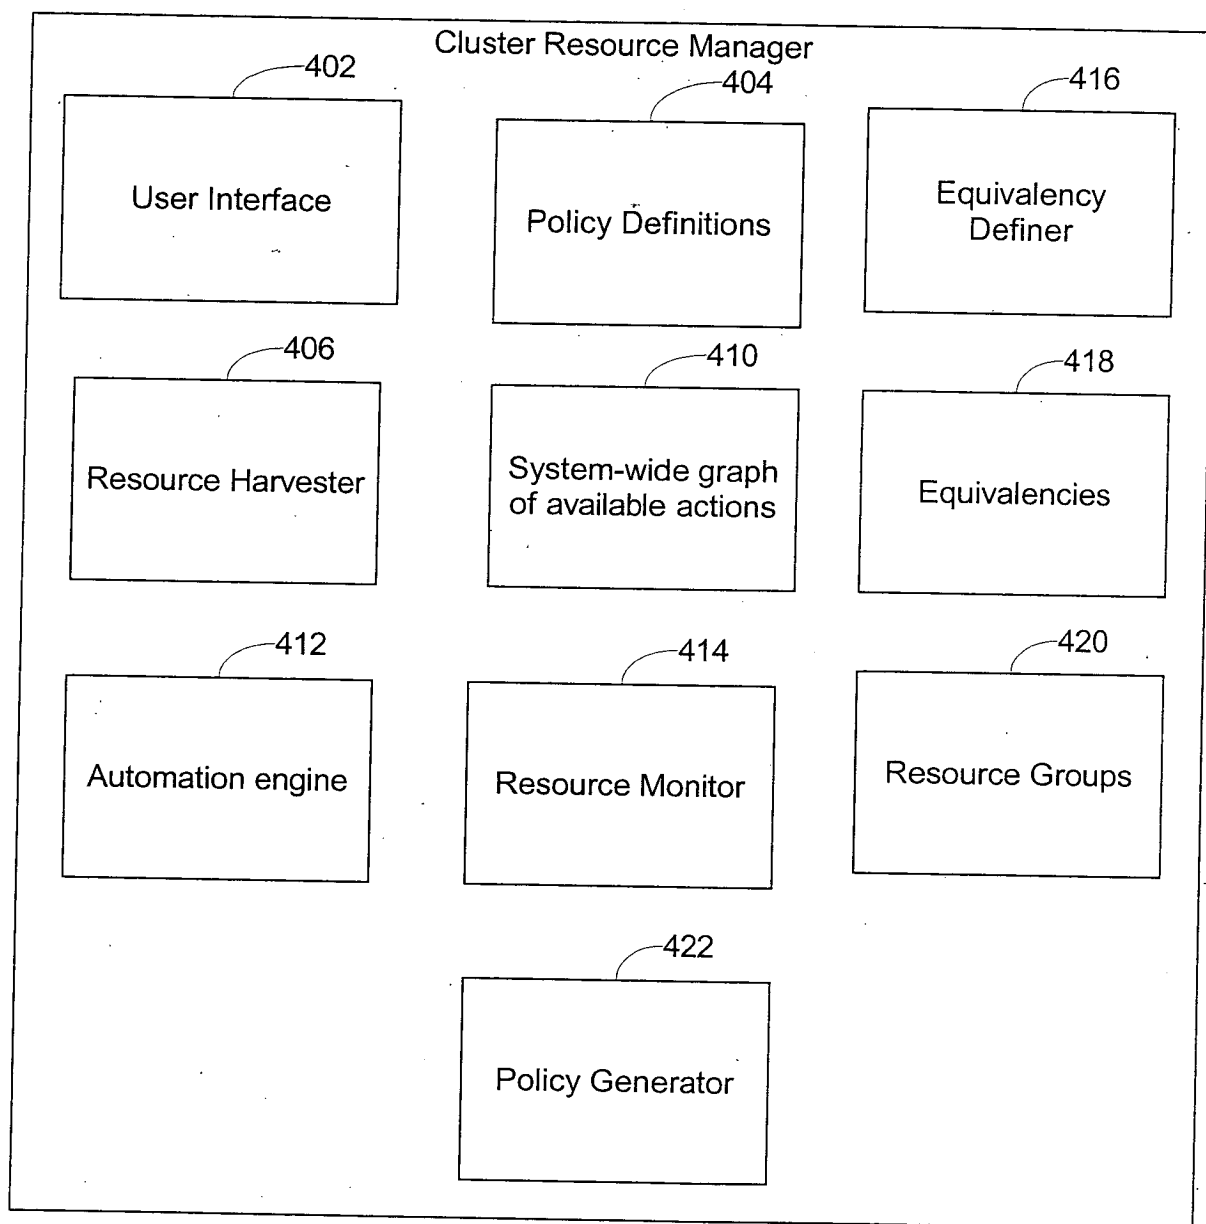 Cluster Resource Manager
402
User Interface
404
Policy Definitions
416
Equivalency
Definer
406
Resource Harvester
410
System-wide graph
of available actions
418
Equivalencies
412
Automation engine
414
Resource Monitor
420
Resource Groups
422
Policy Generator